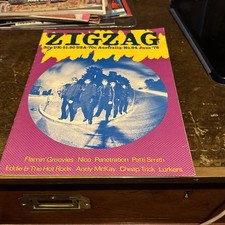 ZIGZAG
30p UK·$1.50 USA·70c Australia·No.84 June '78
Flamin Groovies Nico Penetration Patti Smith
Eddie & The Hot Rods. Andy McKay Cheap Trick Lurkers